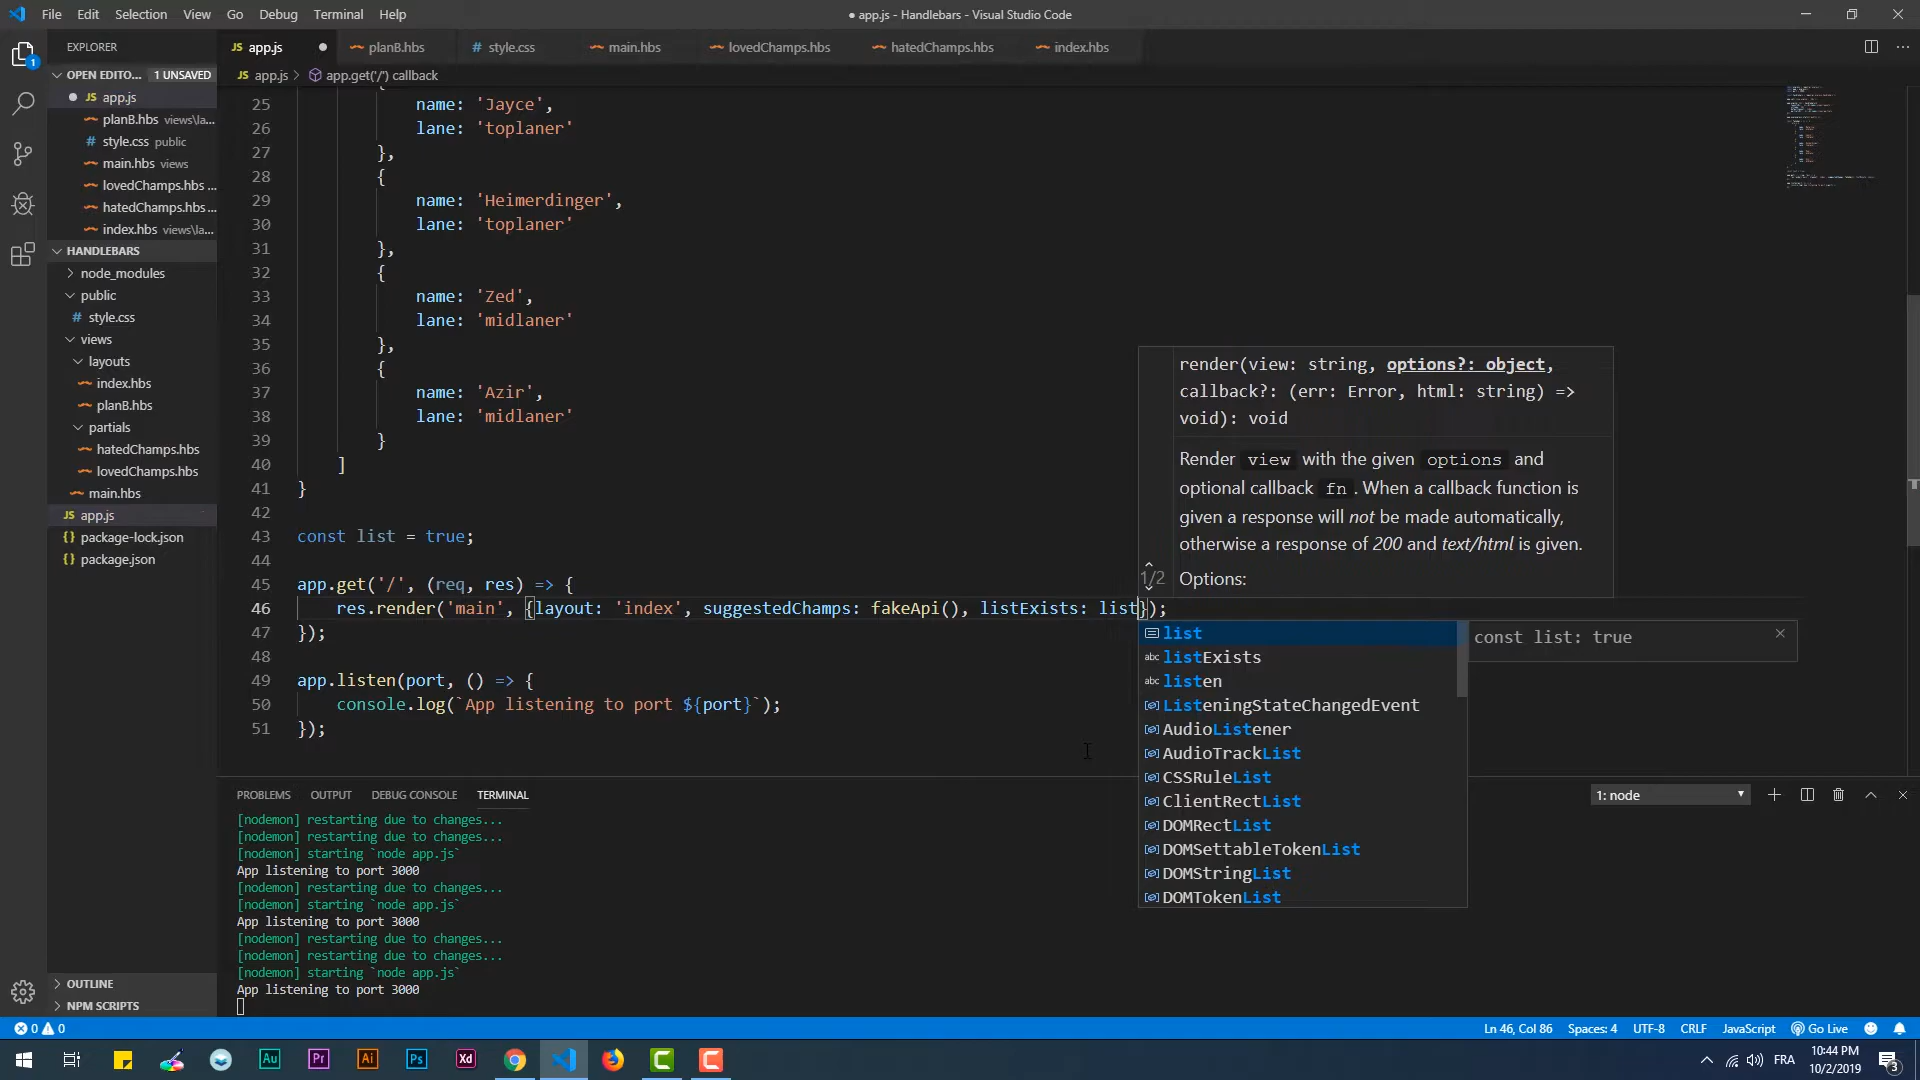 File Edit Selection View Go Debug Terminal Help
● app.js - Handlebars - Visual Studio Code
EXPLORER
JS app.js
planB.hbs
# style.css
main.hbs
lovedChamps.hbs
hatedChamps.hbs
index.hbs
OPEN EDITO... 1 UNSAVED
JS app.js
planB.hbs views\la...
# style.css public
main.hbs views
lovedChamps.hbs ...
hatedChamps.hbs ...
index.hbs views\la...
HANDLEBARS
node_modules
public
# style.css
views
layouts
index.hbs
planB.hbs
partials
hatedChamps.hbs
lovedChamps.hbs
main.hbs
JS app.js
{} package-lock.json
{} package.json
OUTLINE
NPM SCRIPTS
JS app.js > app.get('/') callback
25 name: 'Jayce',
26 lane: 'toplaner'
27 },
28 {
29 name: 'Heimerdinger',
30 lane: 'toplaner'
31 },
32 {
33 name: 'Zed',
34 lane: 'midlaner'
35 },
36 {
37 name: 'Azir',
38 lane: 'midlaner'
39 }
40 ]
41 }
42
43 const list = true;
44
45 app.get('/', (req, res) => {
46 res.render('main', {layout: 'index', suggestedChamps: fakeApi(), listExists: list});
47 });
48
49 app.listen(port, () => {
50 console.log(`App listening to port ${port}`);
51 });
render(view: string, options?: object,
callback?: (err: Error, html: string) =>
void): void
Render view with the given options and
optional callback fn. When a callback function is
given a response will not be made automatically,
otherwise a response of 200 and text/html is given.
1/2
Options:
list
const list: true
abc listExists
abc listen
ListeningStateChangedEvent
AudioListener
AudioTrackList
CSSRuleList
ClientRectList
DOMRectList
DOMSettableTokenList
DOMStringList
DOMTokenList
PROBLEMS OUTPUT DEBUG CONSOLE TERMINAL
1: node
[nodemon] restarting due to changes...
[nodemon] restarting due to changes...
[nodemon] starting `node app.js`
App listening to port 3000
[nodemon] restarting due to changes...
[nodemon] starting `node app.js`
App listening to port 3000
[nodemon] restarting due to changes...
[nodemon] restarting due to changes...
[nodemon] starting `node app.js`
App listening to port 3000
0 0
Ln 46, Col 86 Spaces: 4 UTF-8 CRLF JavaScript Go Live
1
Au Pr Ai Ps Xd
FRA
10:44 PM
10/2/2019
3